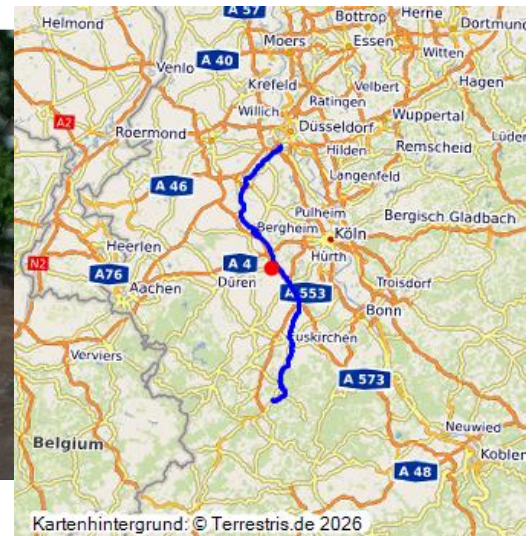 A 57
Bottrop
Herne
Helmond
Dortmund
Moers
Essen
Witten
A 40
Venlo
Krefeld
Velbert
Hagen
Willich
Ratingen
A2
Düsseldorf
Wuppertal
Roermond
Hilden
Remscheid
Lüder
Langenfeld
A 46
Pulheim
Bergisch Gladbach
Bergheim
Köln
Heerlen
Hürth
A 4
N2
A76
Düren
Troisdorf
Aachen
A 553
Bonn
Euskirchen
Verviers
A 573
Neuwied
Belgium
Koblen
A 48
Kartenhintergrund: © Terrestris.de 2026